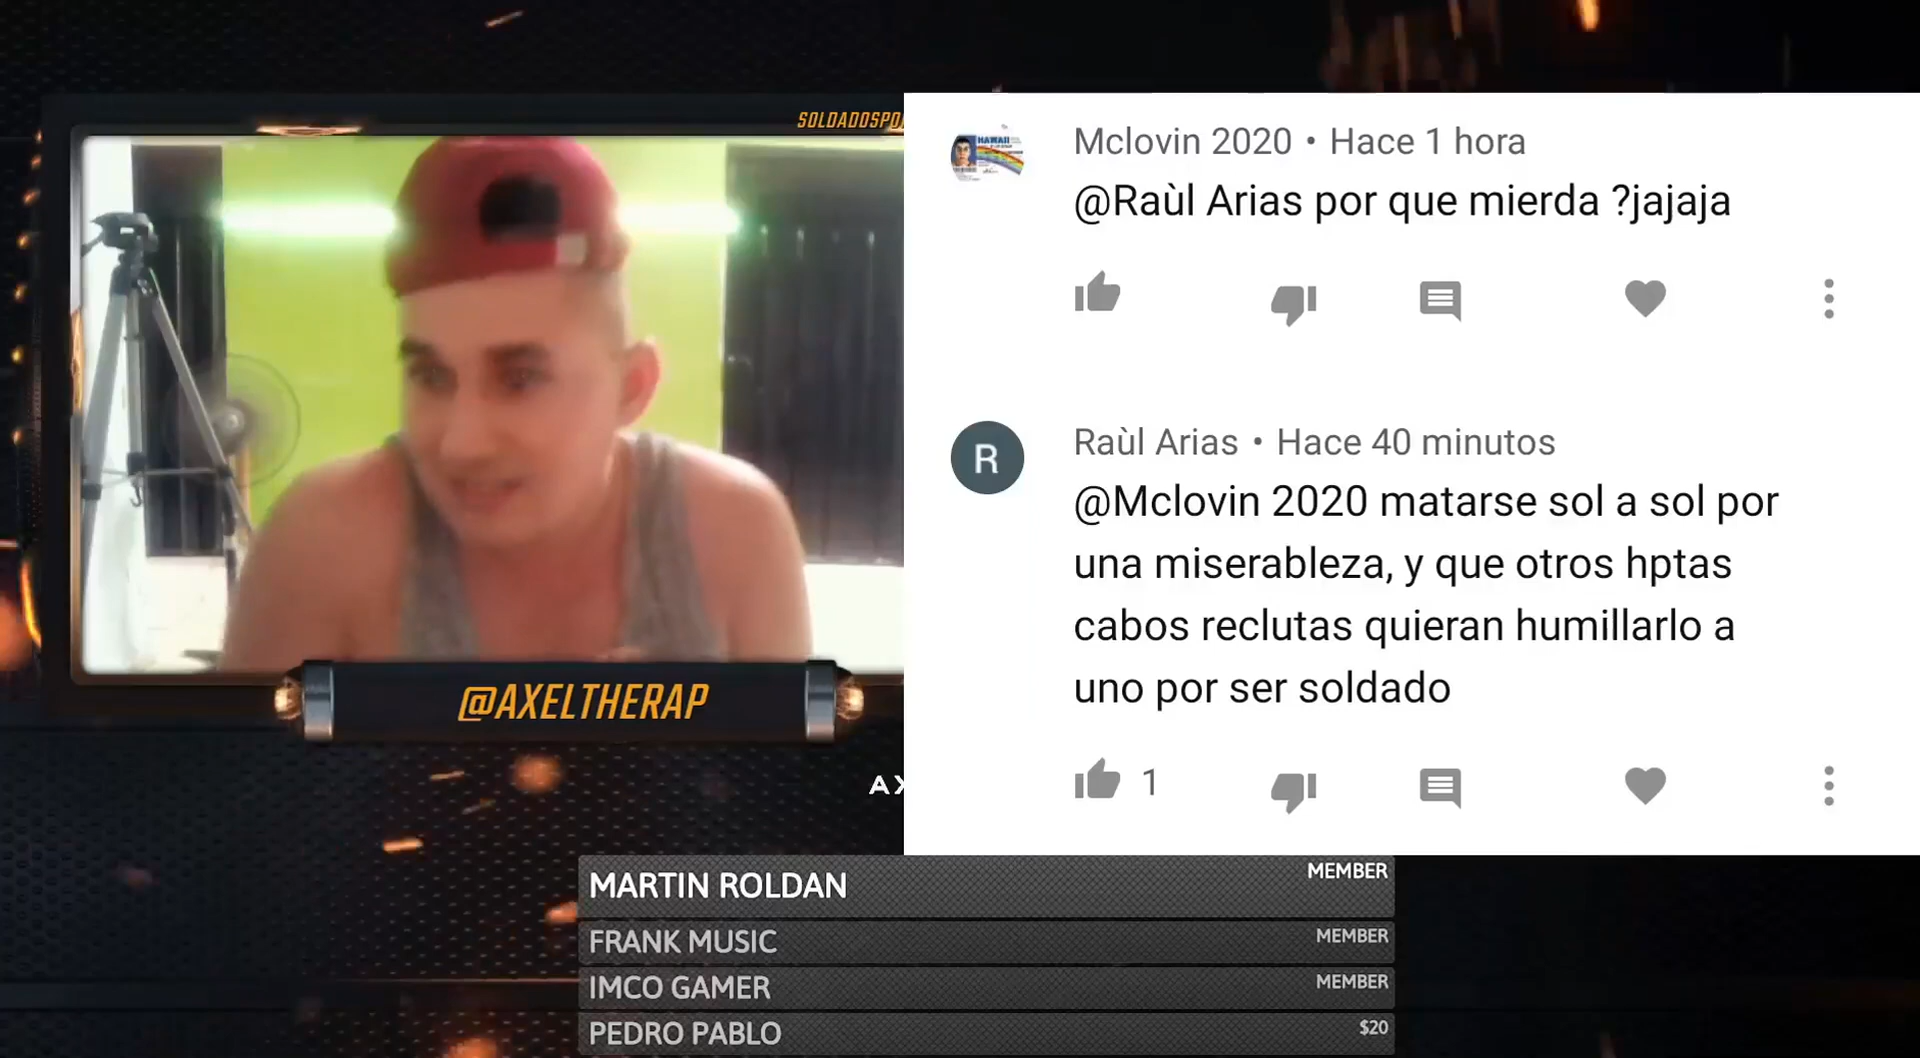 SOLDADOSPO
Mclovin 2020 • Hace 1 hora
@Raùl Arias por que mierda ?jajaja
R
Raùl Arias • Hace 40 minutos
@Mclovin 2020 matarse sol a sol por
una miserableza, y que otros hptas
cabos reclutas quieran humillarlo a
uno por ser soldado
1
@AXELTHERAP
AX
MARTIN ROLDAN MEMBER
FRANK MUSIC MEMBER
IMCO GAMER MEMBER
PEDRO PABLO $20
HAWAII